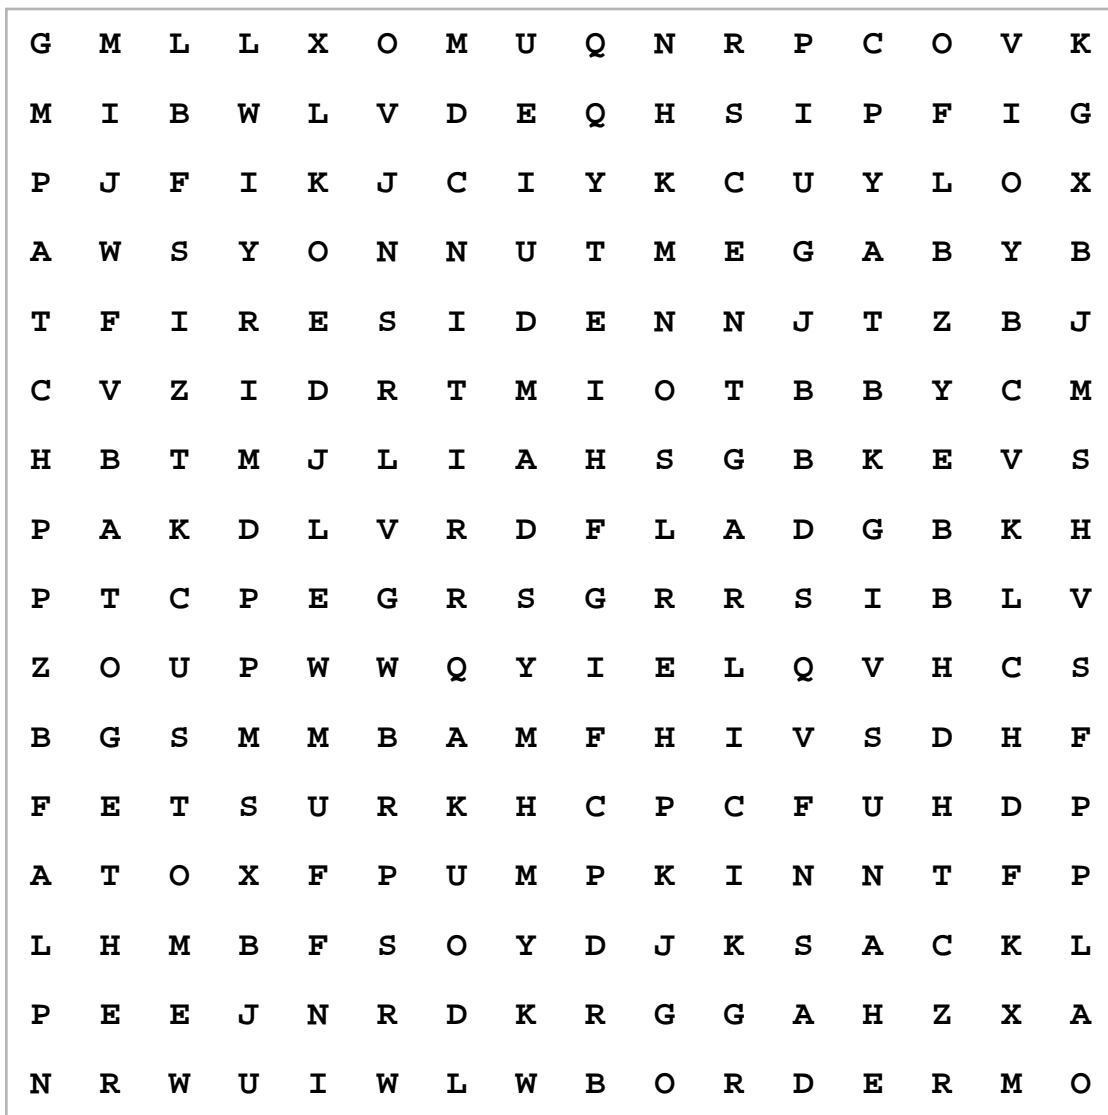 G M L L X O M U Q N R P C O V K
M I B W L V D E Q H S I P F I G
P J F I K J C I Y K C U Y L O X
A W S Y O N N U T M E G A B Y B
T F I R E S I D E N N J T Z B J
C V Z I D R T M I O T B B Y C M
H B T M J L I A H S G B K E V S
P A K D L V R D F L A D G B K H
P T C P E G R S G R R S I B L V
Z O U P W W Q Y I E L Q V H C S
B G S M M B A M F H I V S D H F
F E T S U R K H C P C F U H D P
A T O X F P U M P K I N N T F P
L H M B F S O Y D J K S A C K L
P E E J N R D K R G G A H Z X A
N R W U I W L W B O R D E R M O